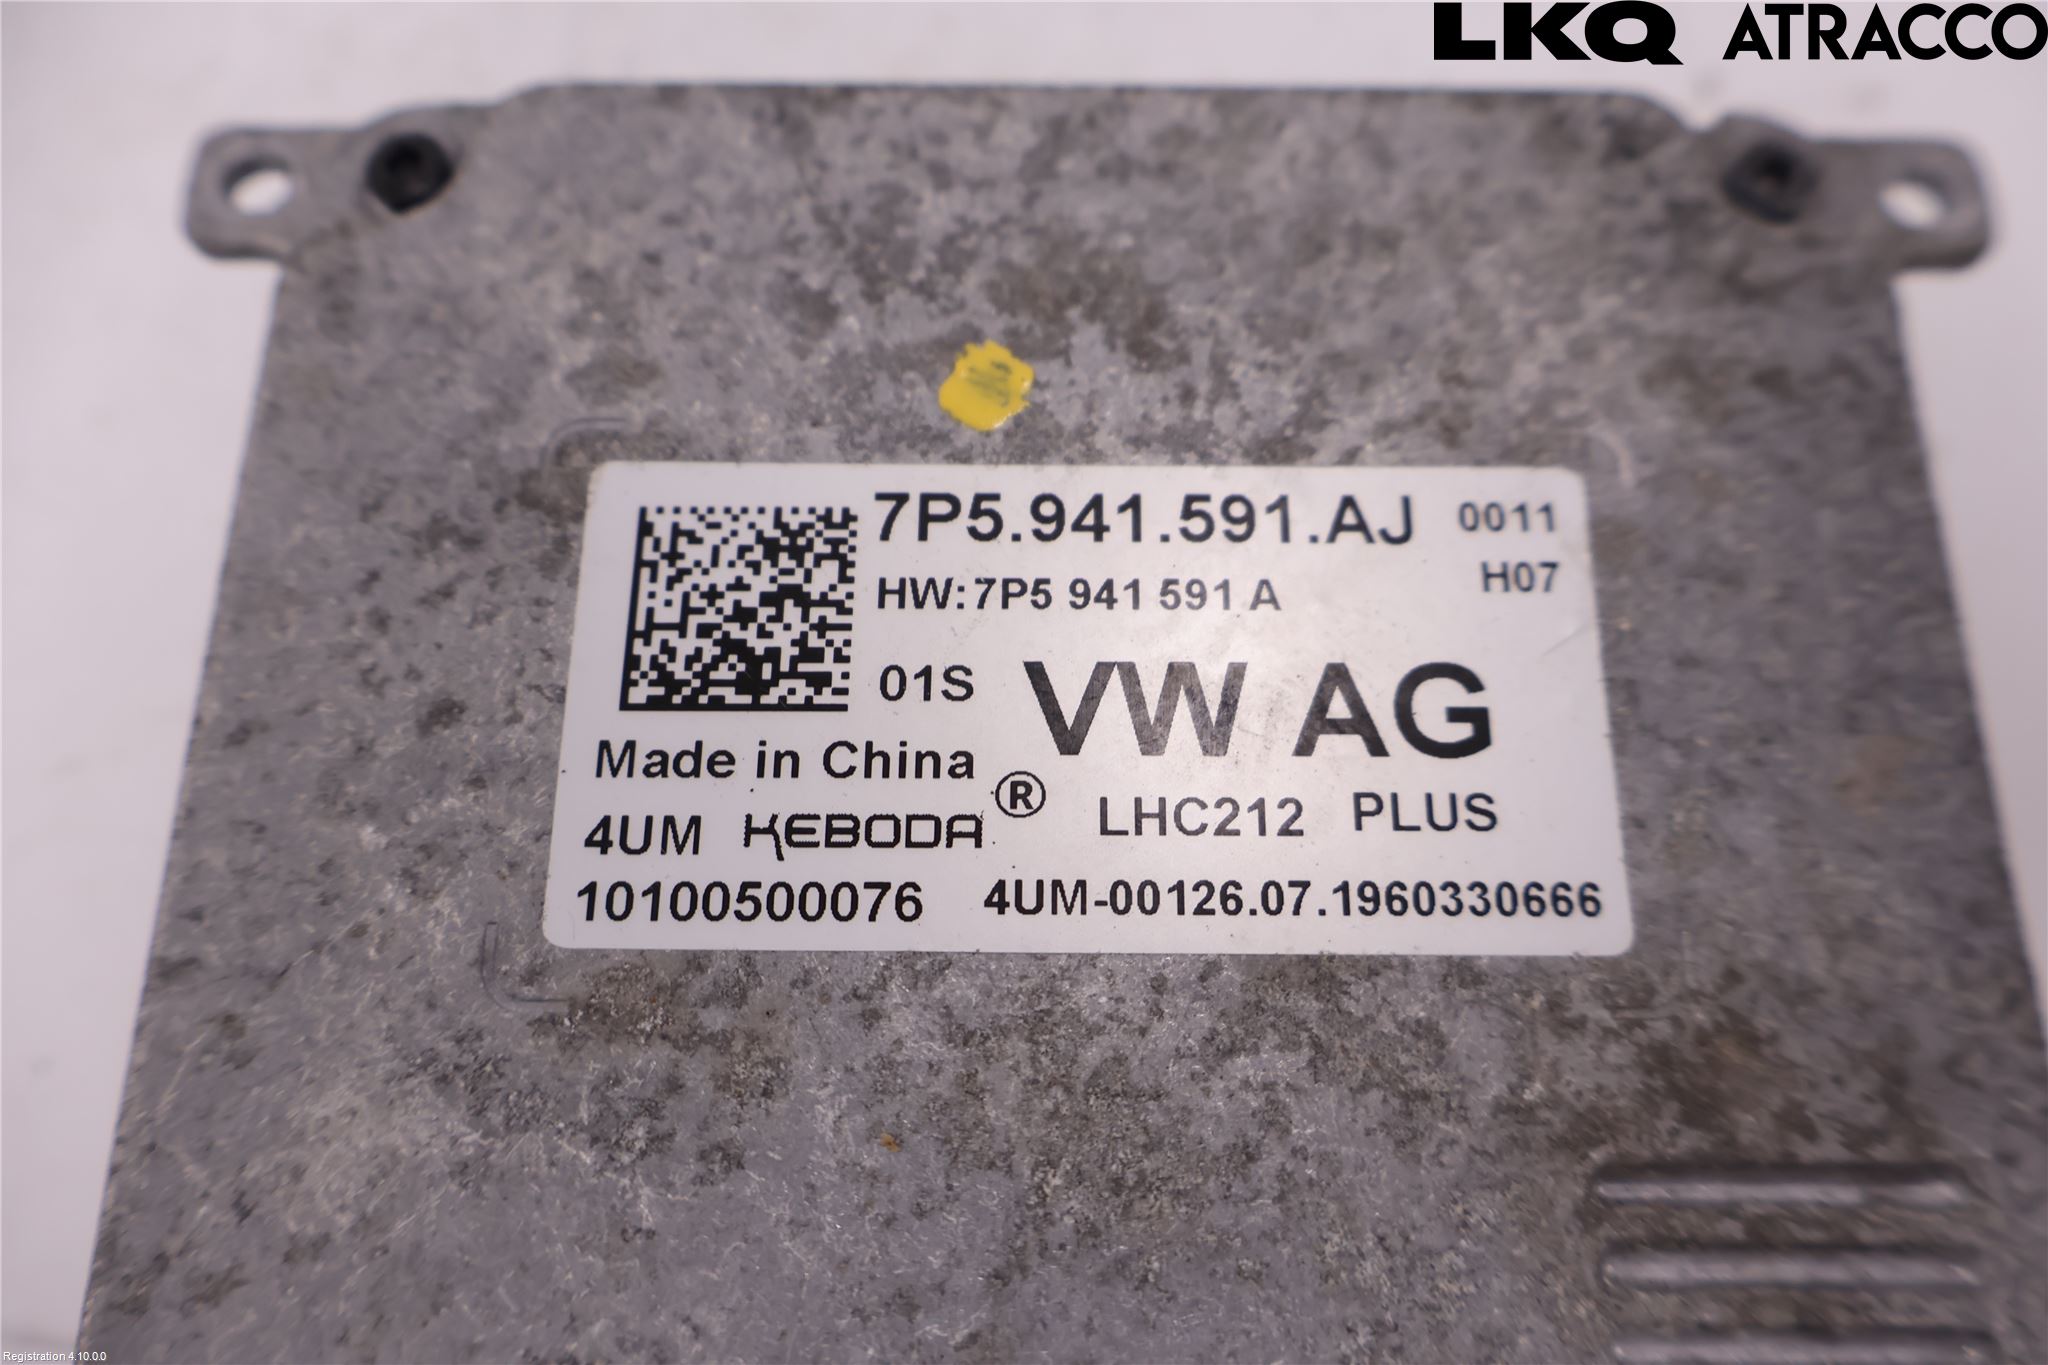 LKQ ATRACCO
7P5.941.591.AJ 0011
HW:7P5 941 591 A H07
01S VW AG
Made in China
4UM KEBODA® LHC212 PLUS
10100500076 4UM-00126.07.1960330666
Registration 4.10.0.0